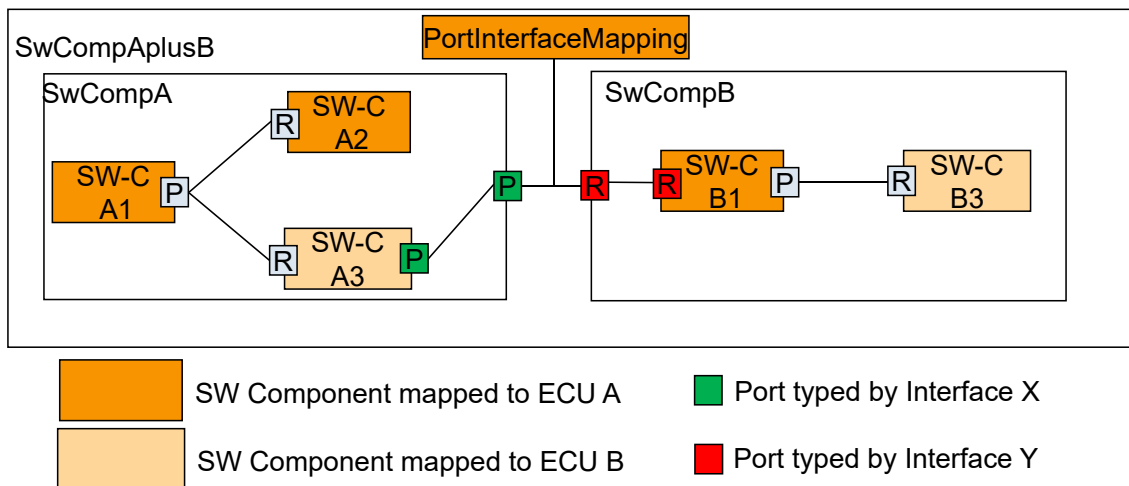 PortInterfaceMapping
SwCompAplusB
SwCompA
SwCompB
SW-C
A2
R
SW-C
A1
P
SW-C
A3
R
P
P
R
R
SW-C
B1
P
R
SW-C
B3
SW Component mapped to ECU A
Port typed by Interface X
SW Component mapped to ECU B
Port typed by Interface Y